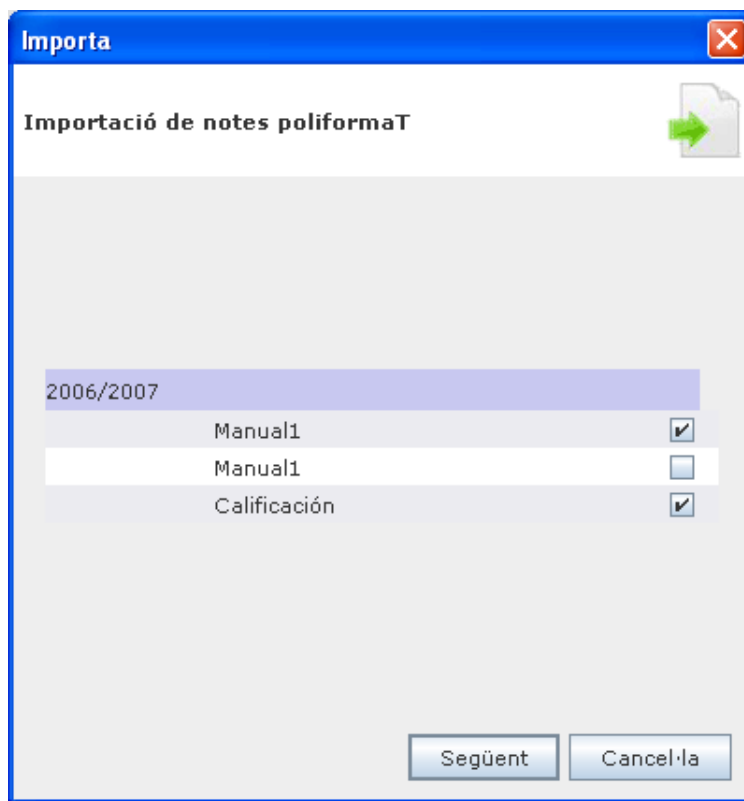 Importa
Importació de notes poliformaT
2006/2007
Manual1
Manual1
Calificación
Següent Cancel·la